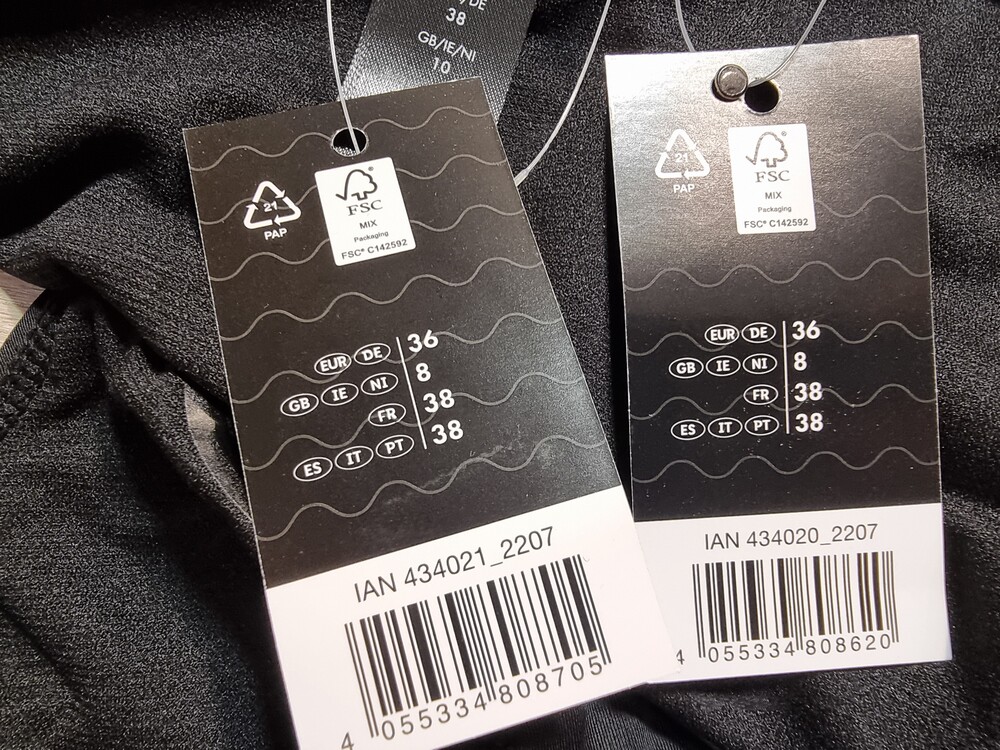 DE
38
GB/IE/NI
10
21
PAP
FSC®
MIX
Packaging
FSC® C142592
EUR DE 36
GB IE NI 8
FR 38
ES IT PT 38
IAN 434021_2207
4 055334 808705
21
PAP
FSC®
MIX
Packaging
FSC® C142592
EUR DE 36
GB IE NI 8
FR 38
ES IT PT 38
IAN 434020_2207
4 055334 808620